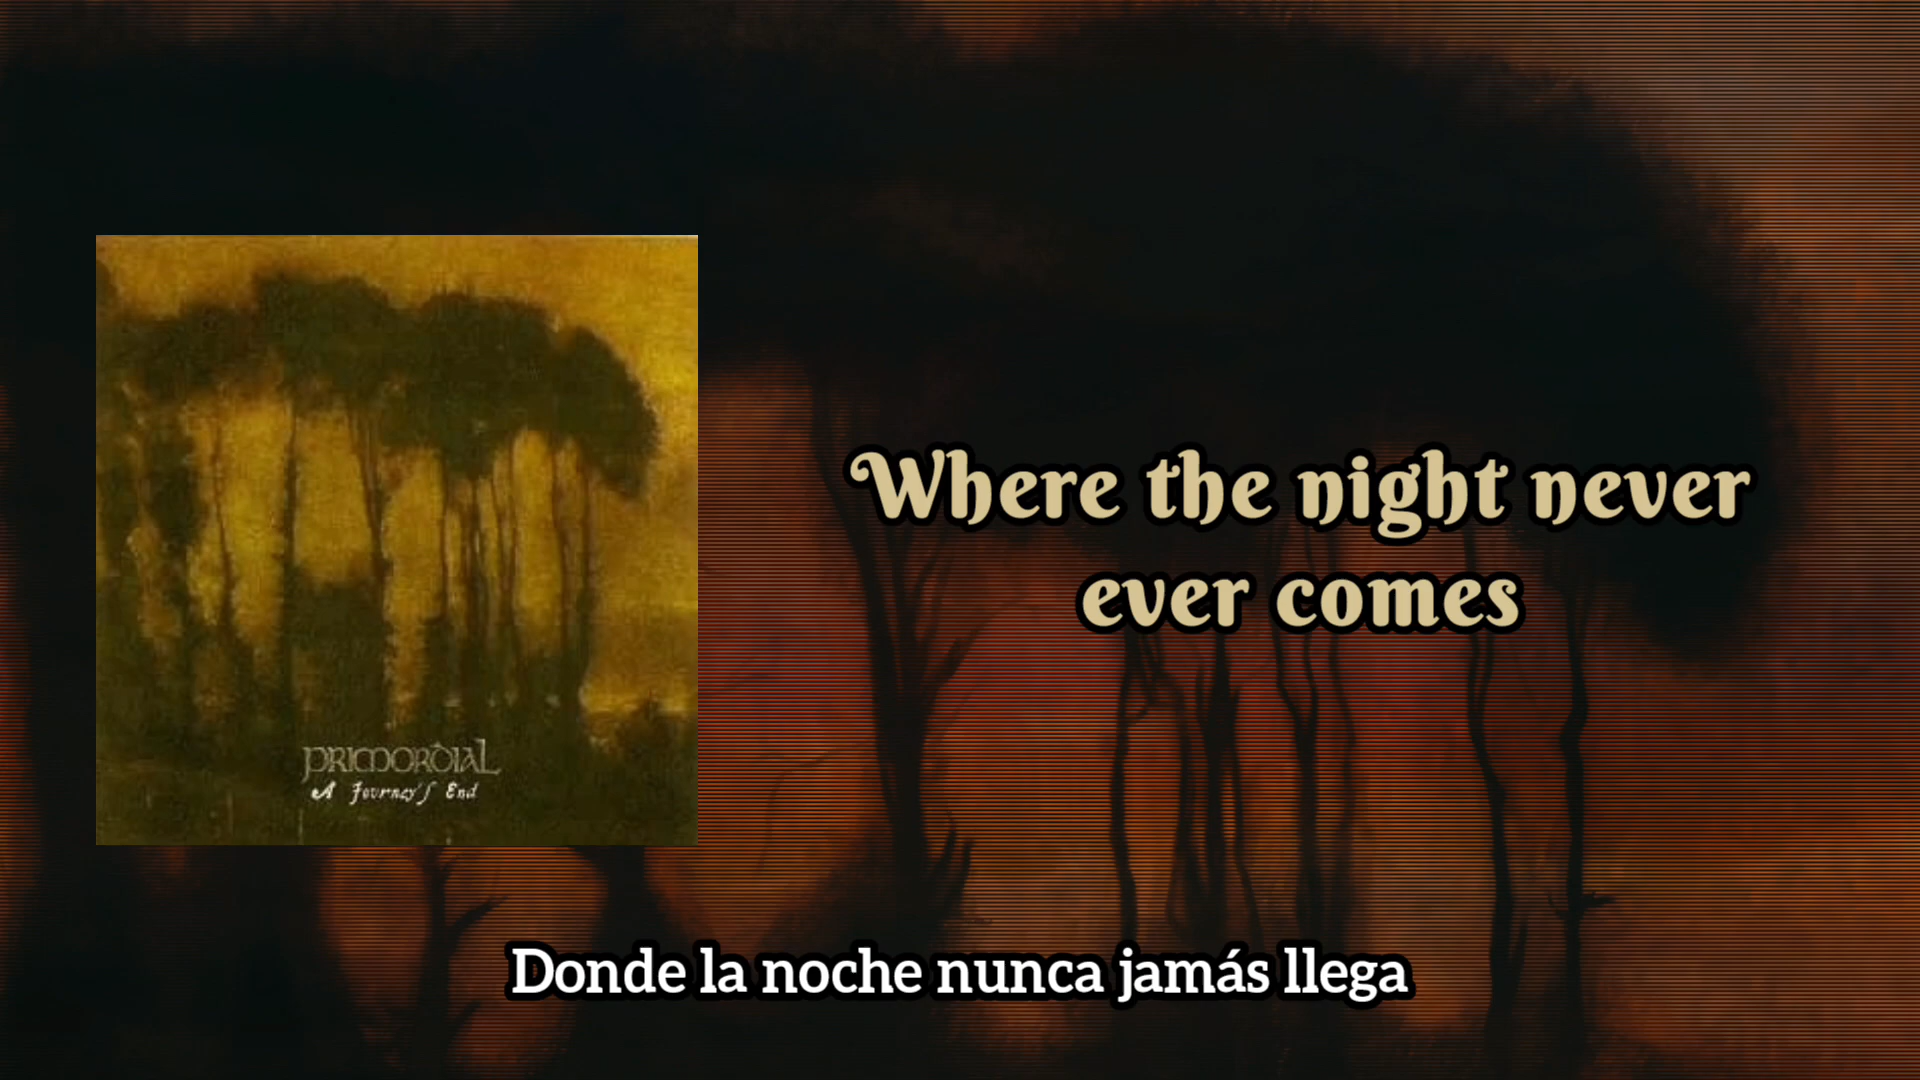 PRIMORDIAL
A Journey's End
Where the night never
ever comes
Donde la noche nunca jamás llega